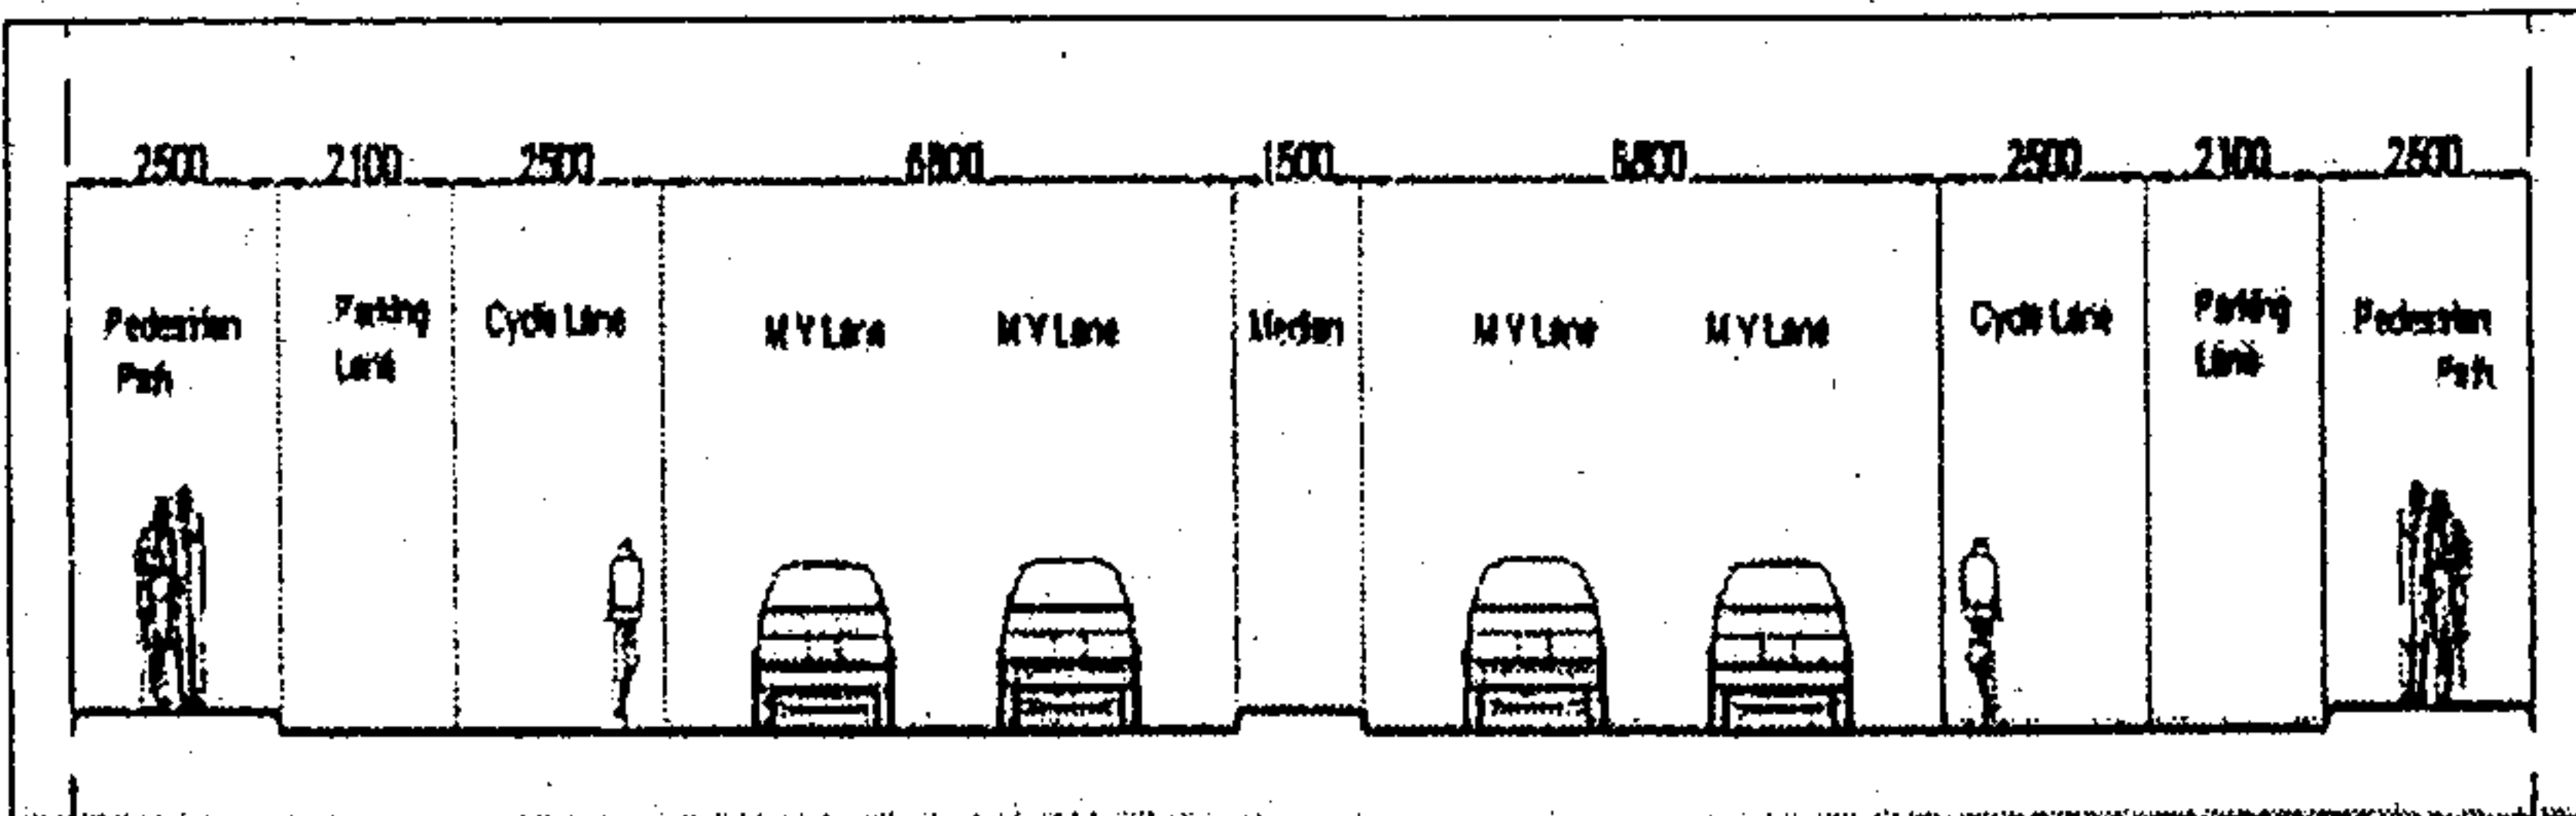 2500 2100 2500 6800 1500 6800 2500 2100 2500
Pedestrian Parking Cycle Lane M V Lane M V Lane Median M V Lane M V Lane Cycle Lane Parking Pedestrian
Path Lane Lane Path